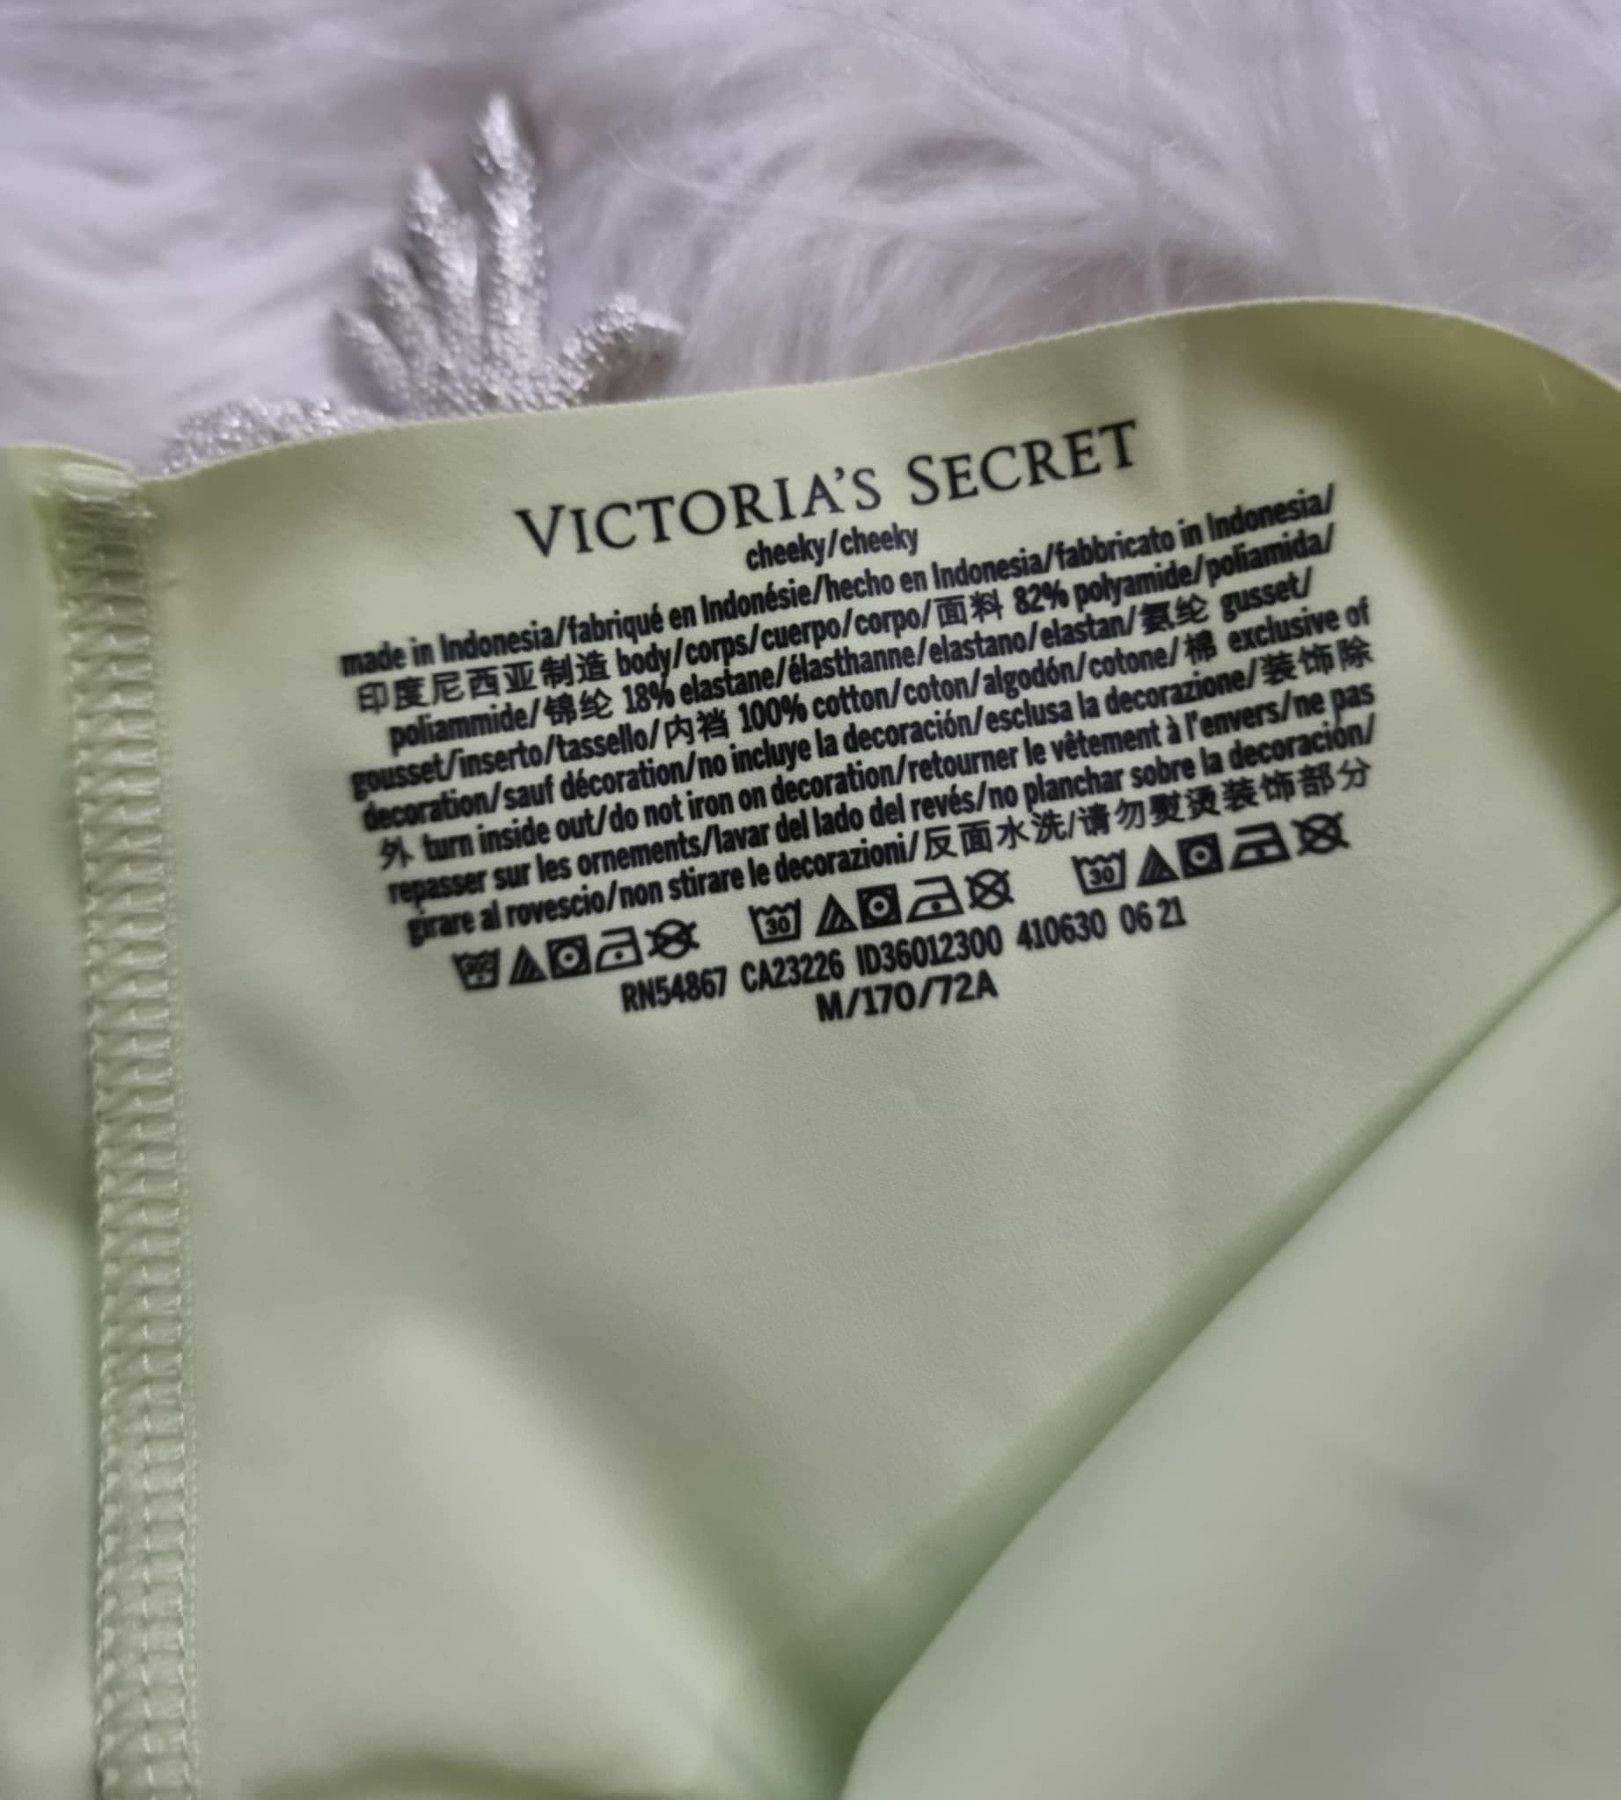 VICTORIA'S SECRET
cheeky/cheeky
made in Indonesia/fabriqué en Indonésie/hecho en Indonesia/fabbricato in Indonesia/
印度尼西亚制造 body/corps/cuerpo/corpo/面料 82% polyamide/poliamida/
poliammide/锦纶 18% elastane/élasthanne/elastano/elastan/氨纶 gusset/
gousset/inserto/tassello/内裆 100% cotton/coton/algodón/cotone/棉 exclusive of
decoration/sauf décoration/no incluye la decoración/esclusa la decorazione/装饰除
外 turn inside out/do not iron on decoration/retourner le vêtement à l'envers/ne pas
repasser sur les ornements/lavar del lado del revés/no planchar sobre la decoración/
girare al rovescio/non stirare le decorazioni/反面水洗/请勿熨烫装饰部分
30 30 30
RN54867 CA23226 ID36012300 410630 06 21
M/170/72A